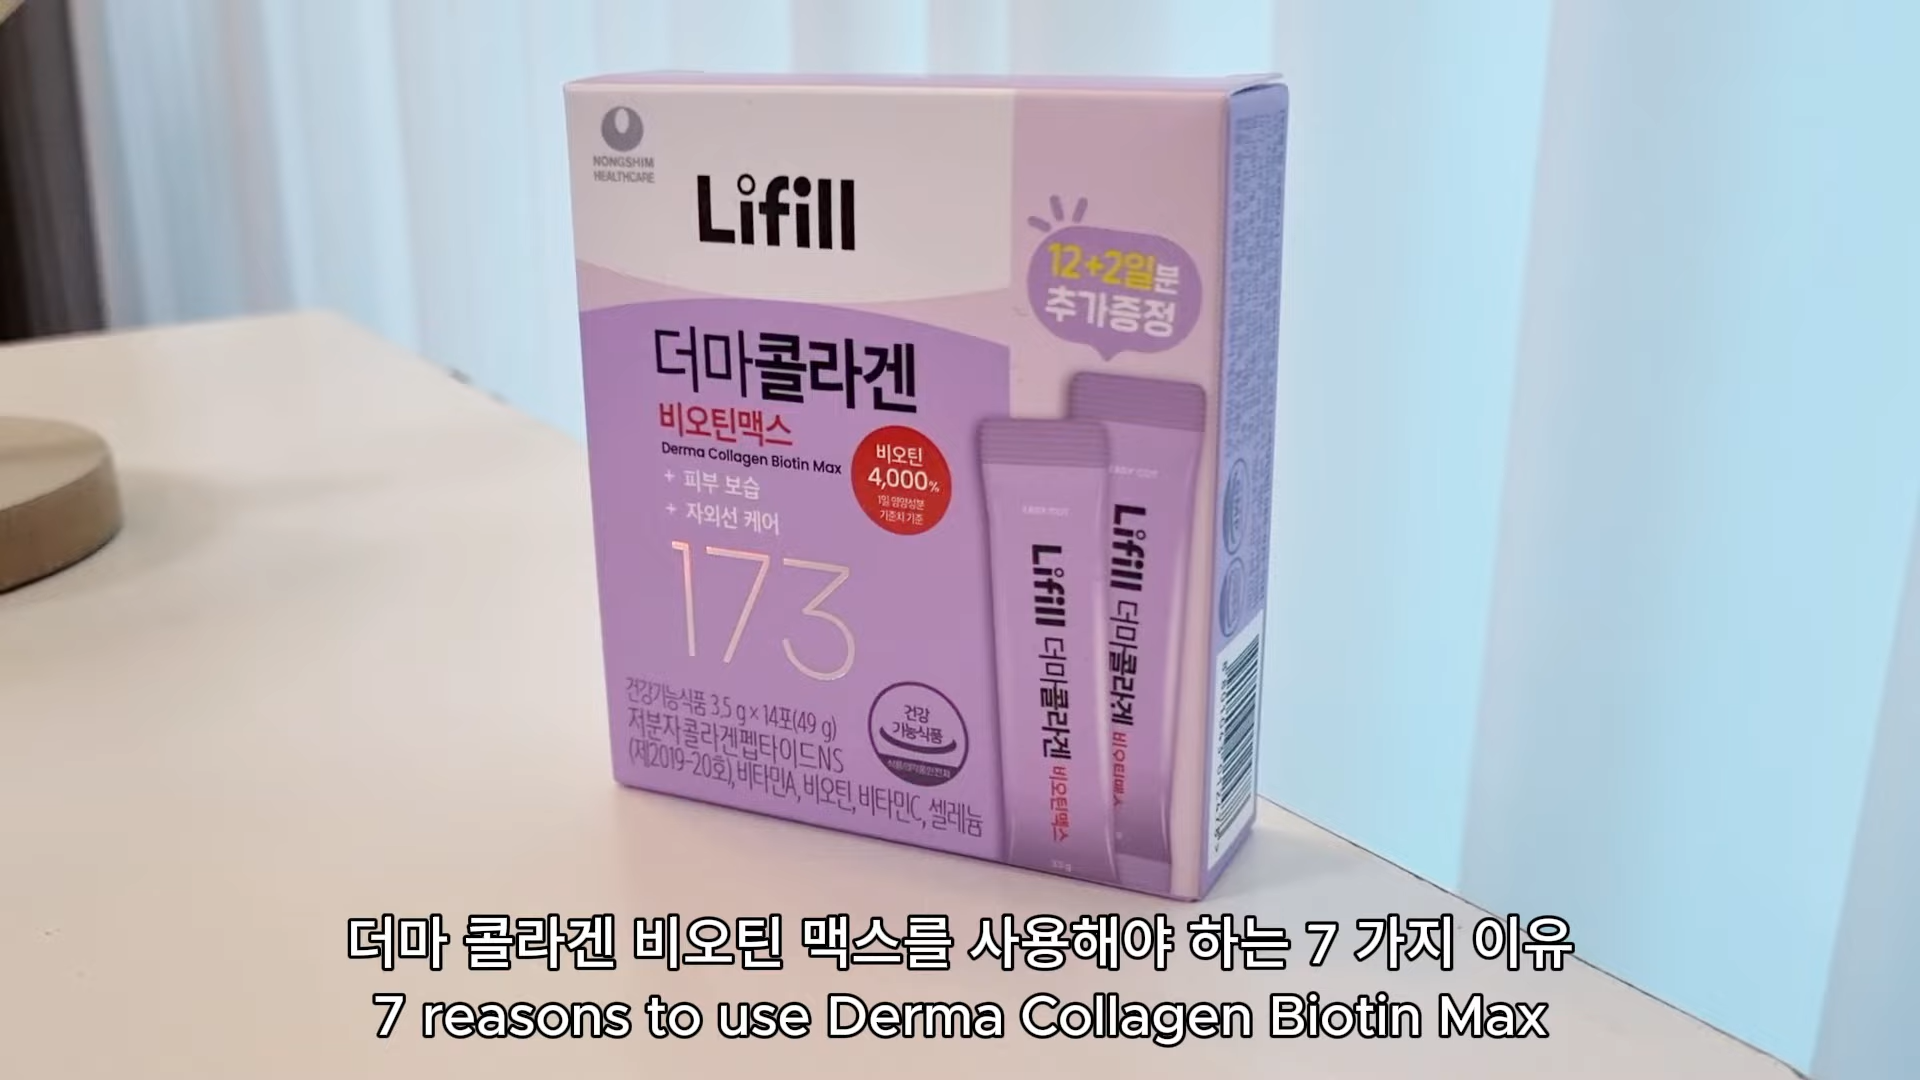 NONGSHIM
HEALTHCARE
Lifill
12+2일분
추가증정
더마콜라겐
비오틴맥스
Derma Collagen Biotin Max
+ 피부 보습
+ 자외선 케어
비오틴
4,000%
1일 영양성분
기준치 기준
173
건강기능식품 3.5 g × 14포(49 g)
저분자콜라겐펩타이드NS
(제2019-20호), 비타민A, 비오틴, 비타민C, 셀레늄
건강
기능식품
식품의약품안전처
Lifill 더마콜라겐 비오틴맥스
Lifill 더마콜라겐 비오틴맥스
더마 콜라겐 비오틴 맥스를 사용해야 하는 7 가지 이유
7 reasons to use Derma Collagen Biotin Max